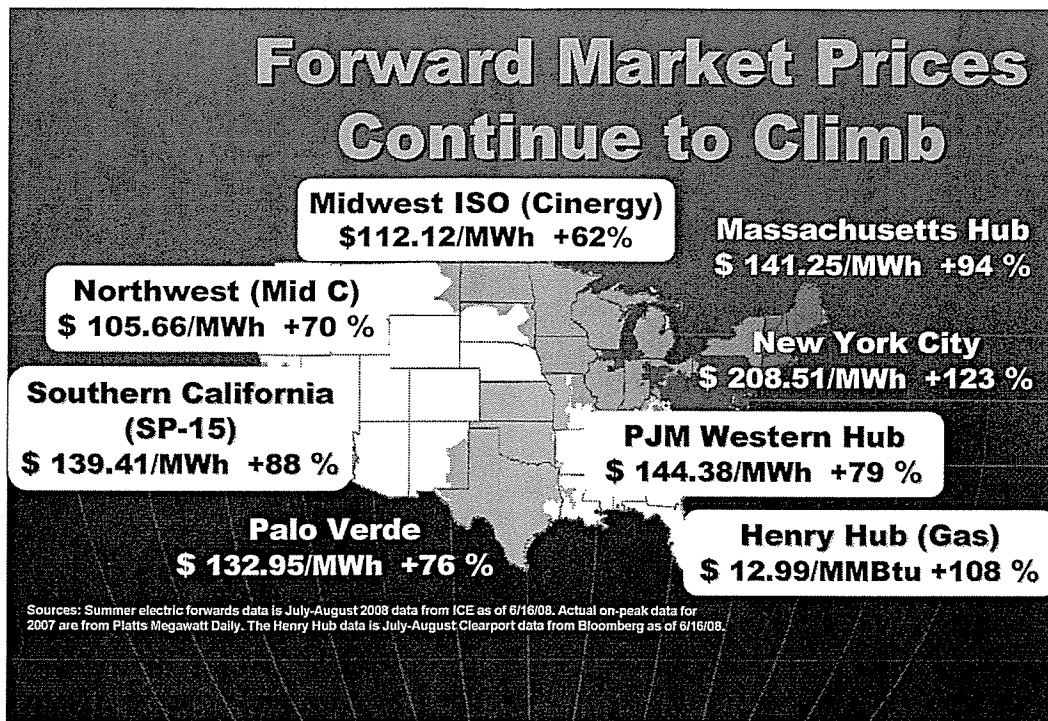 Forward Market Prices
Continue to Climb
Midwest ISO (Cinergy)
$112.12/MWh +62%
Massachusetts Hub
$ 141.25/MWh +94 %
Northwest (Mid C)
$ 105.66/MWh +70 %
New York City
$ 208.51/MWh +123 %
Southern California
(SP-15)
$ 139.41/MWh +88 %
PJM Western Hub
$ 144.38/MWh +79 %
Palo Verde
$ 132.95/MWh +76 %
Henry Hub (Gas)
$ 12.99/MMBtu +108 %
Sources: Summer electric forwards data is July-August 2008 data from ICE as of 6/16/08. Actual on-peak data for
2007 are from Platts Megawatt Daily. The Henry Hub data is July-August Clearport data from Bloomberg as of 6/16/08.